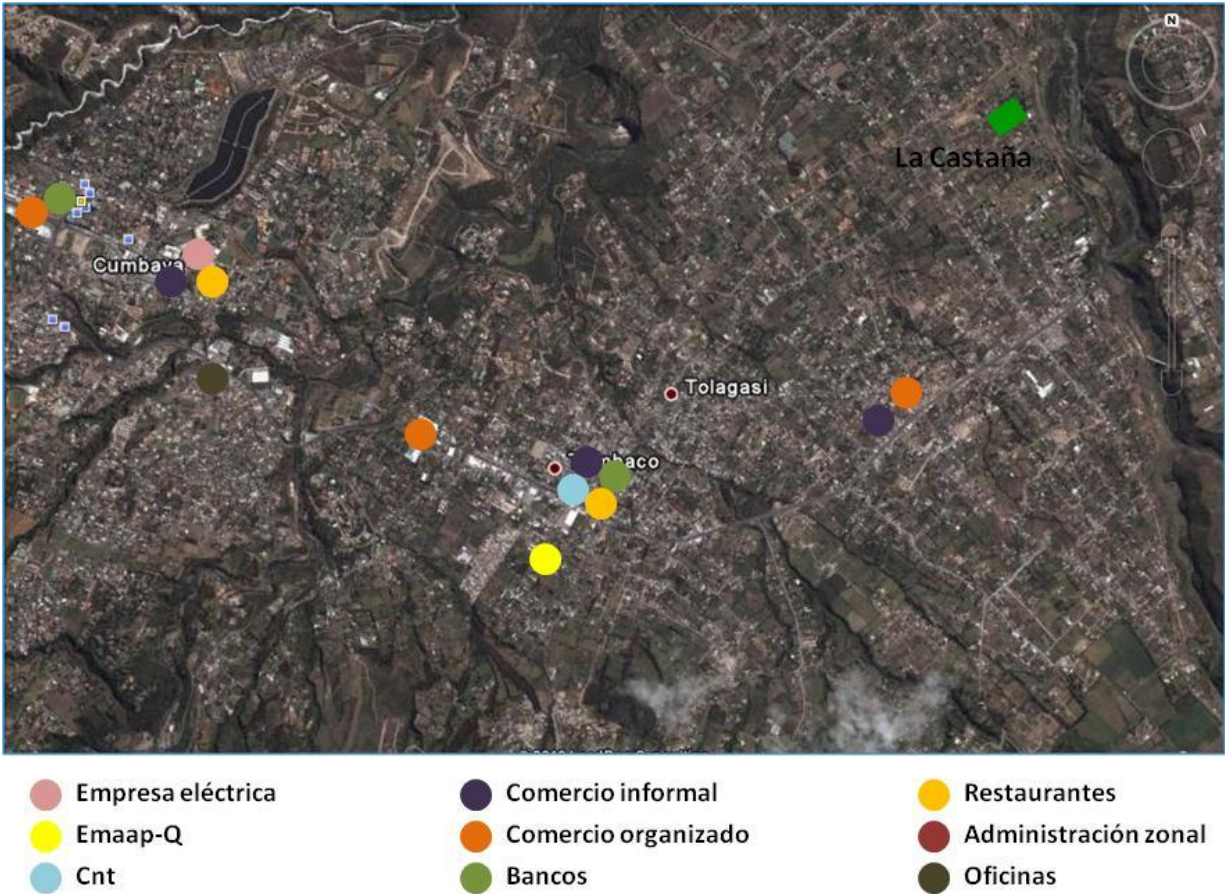 N
La Castaña
Cumbaya
Tolagasi
Empresa eléctrica
Comercio informal
Restaurantes
Emaap-Q
Comercio organizado
Administración zonal
Cnt
Bancos
Oficinas